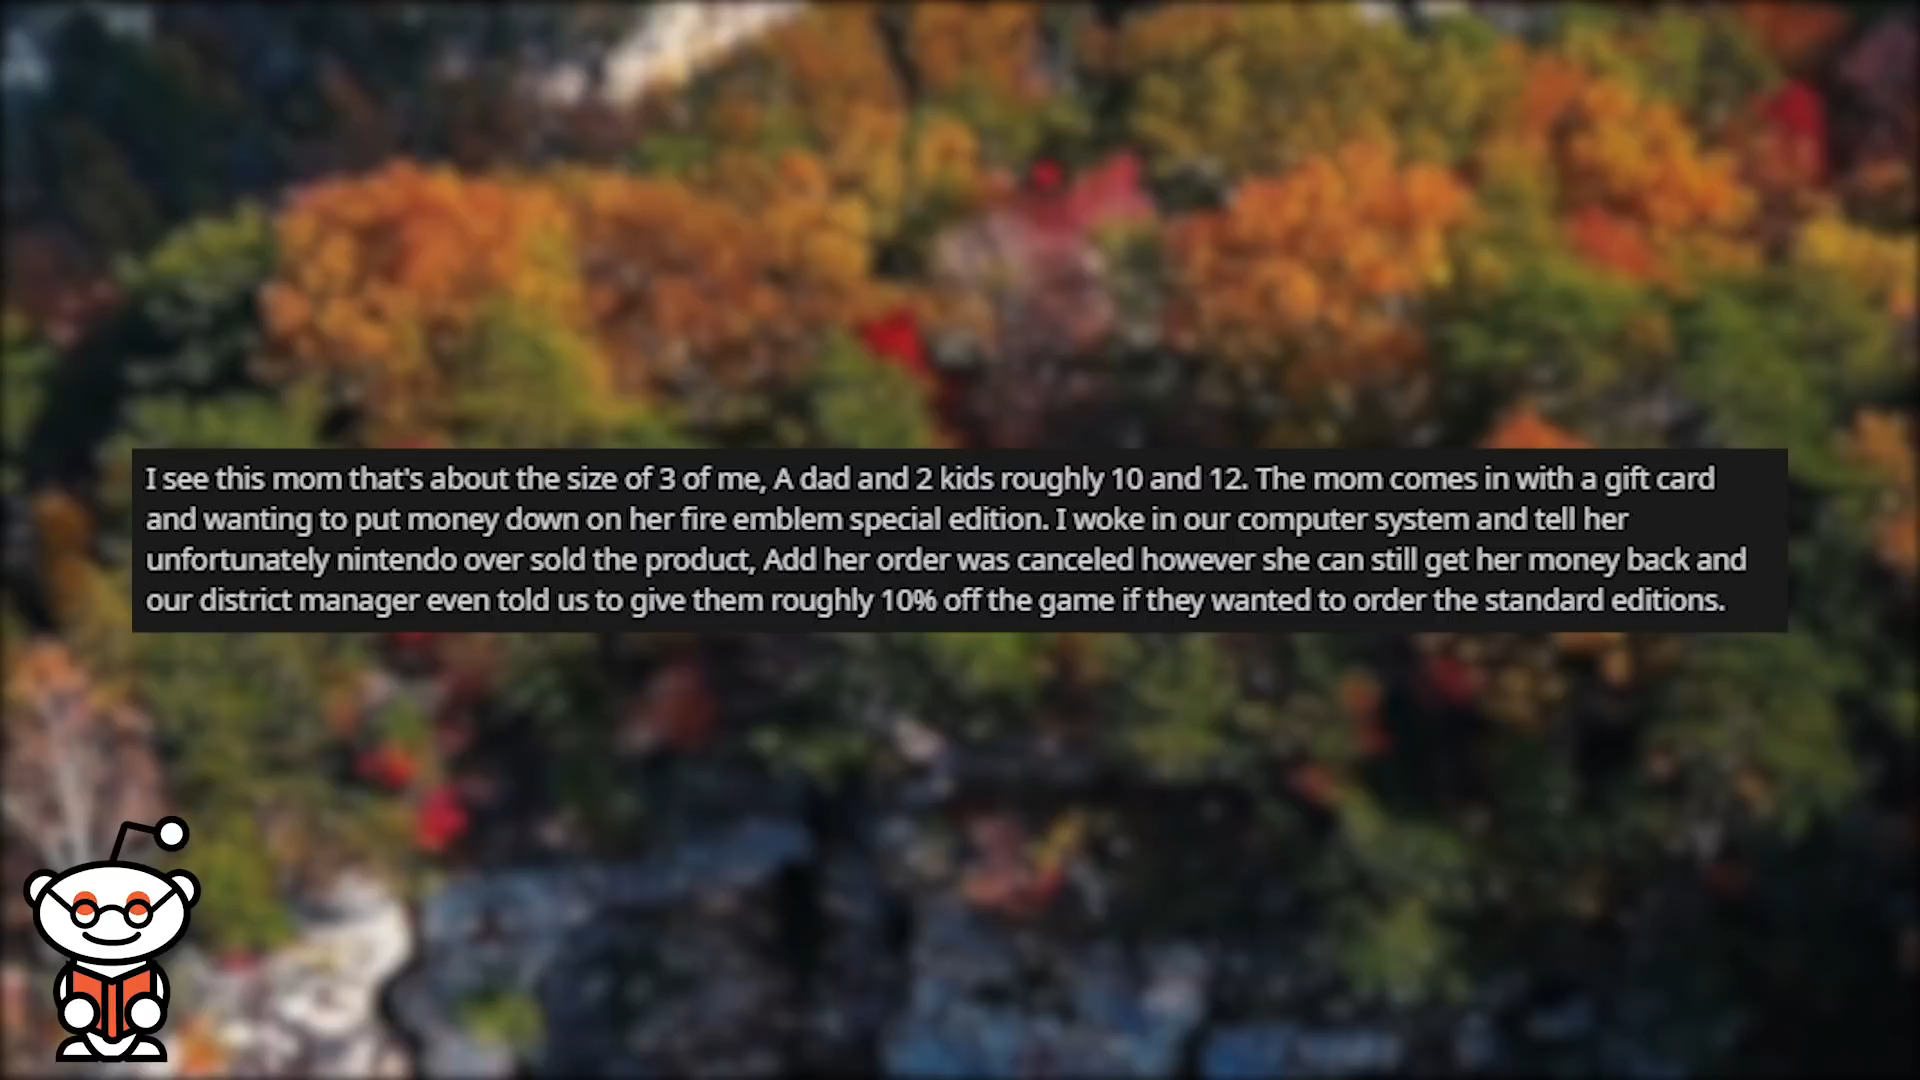 I see this mom that's about the size of 3 of me, A dad and 2 kids roughly 10 and 12. The mom comes in with a gift card
and wanting to put money down on her fire emblem special edition. I woke in our computer system and tell her
unfortunately nintendo over sold the product, Add her order was canceled however she can still get her money back and
our district manager even told us to give them roughly 10% off the game if they wanted to order the standard editions.